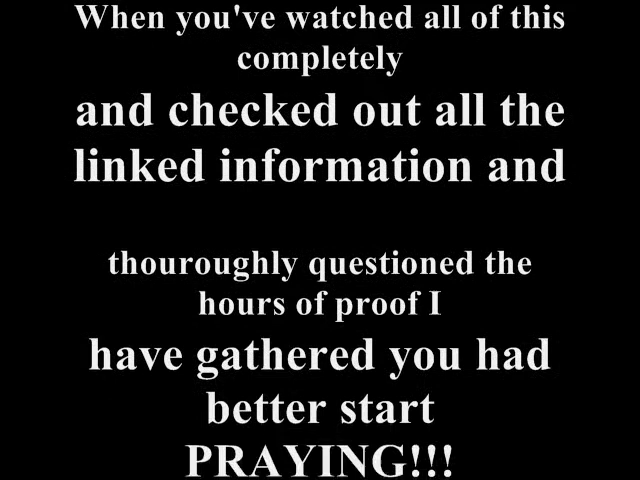 When you've watched all of this
completely
and checked out all the
linked information and
thouroughly questioned the
hours of proof I
have gathered you had
better start
PRAYING!!!